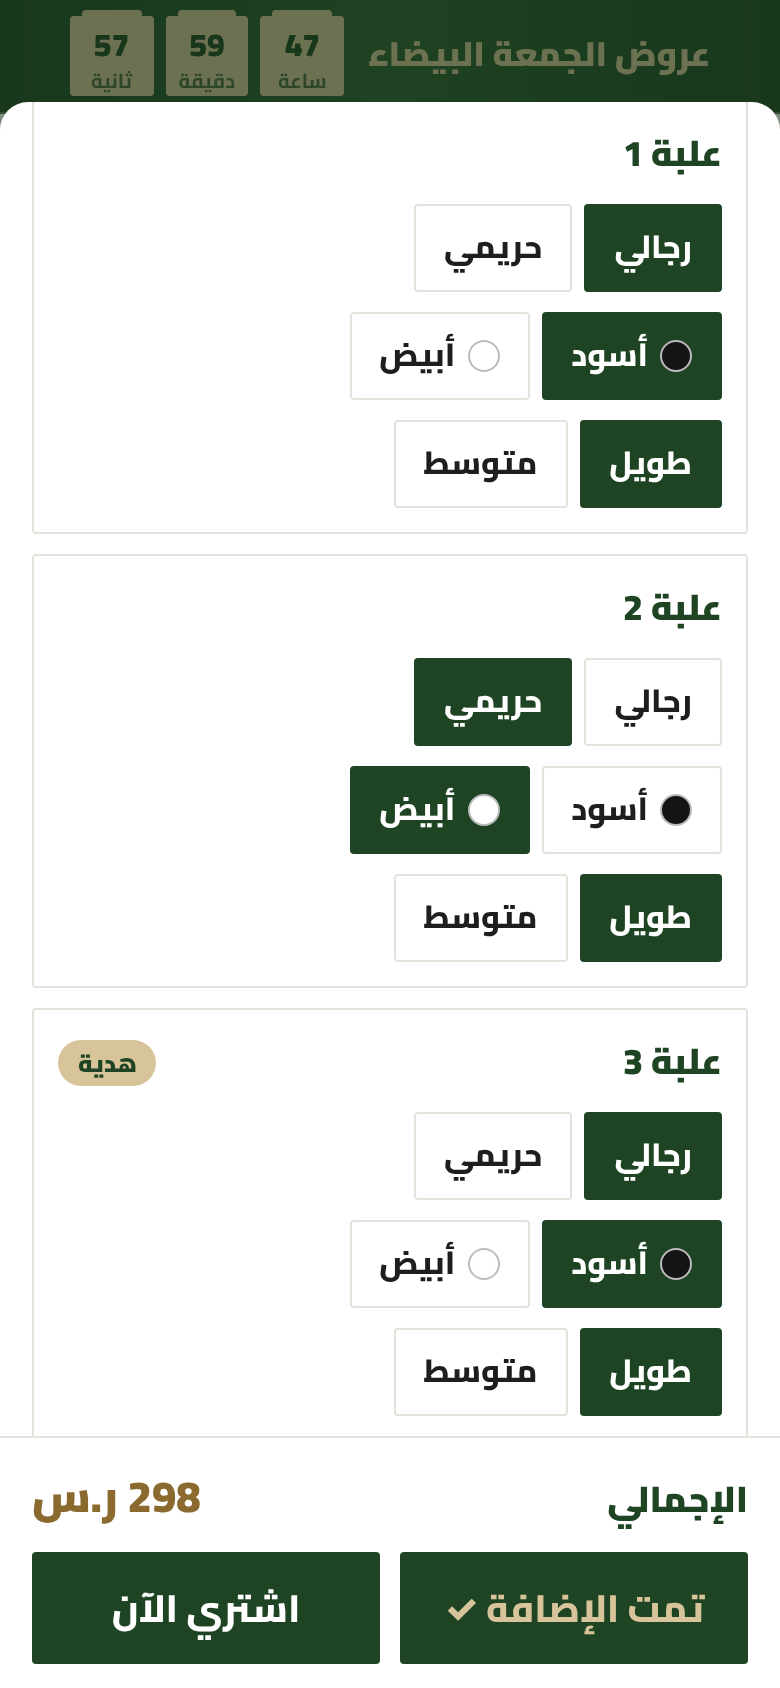 عروض الجمعة البيضاء
47 ساعة
59 دقيقة
57 ثانية
علبة 1
رجالي حريمي
أسود أبيض
طويل متوسط
علبة 2
رجالي حريمي
أسود أبيض
طويل متوسط
علبة 3 هدية
رجالي حريمي
أسود أبيض
طويل متوسط
الإجمالي 298 ر.س
تمت الإضافة ✓ اشتري الآن